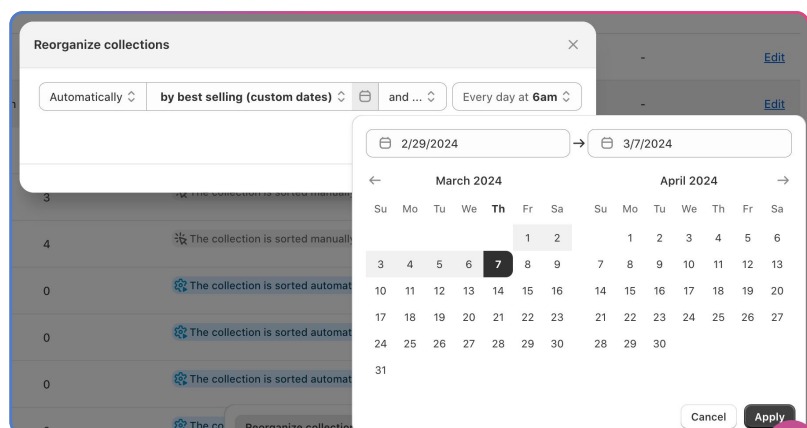 Reorganize collections
Automatically by best selling (custom dates) and ... Every day at 6am
- Edit
- Edit
2/29/2024 → 3/7/2024
← March 2024 April 2024 →
Su Mo Tu We Th Fr Sa Su Mo Tu We Th Fr Sa
1 2 1 2 3 4 5 6
3 4 5 6 7 8 9 7 8 9 10 11 12 13
10 11 12 13 14 15 16 14 15 16 17 18 19 20
17 18 19 20 21 22 23 21 22 23 24 25 26 27
24 25 26 27 28 29 30 28 29 30
31
Cancel Apply
3 The collection is sorted manually
4 The collection is sorted manually
0 The collection is sorted automat
0 The collection is sorted automat
0 The collection is sorted automat
The co
Reorganize collection